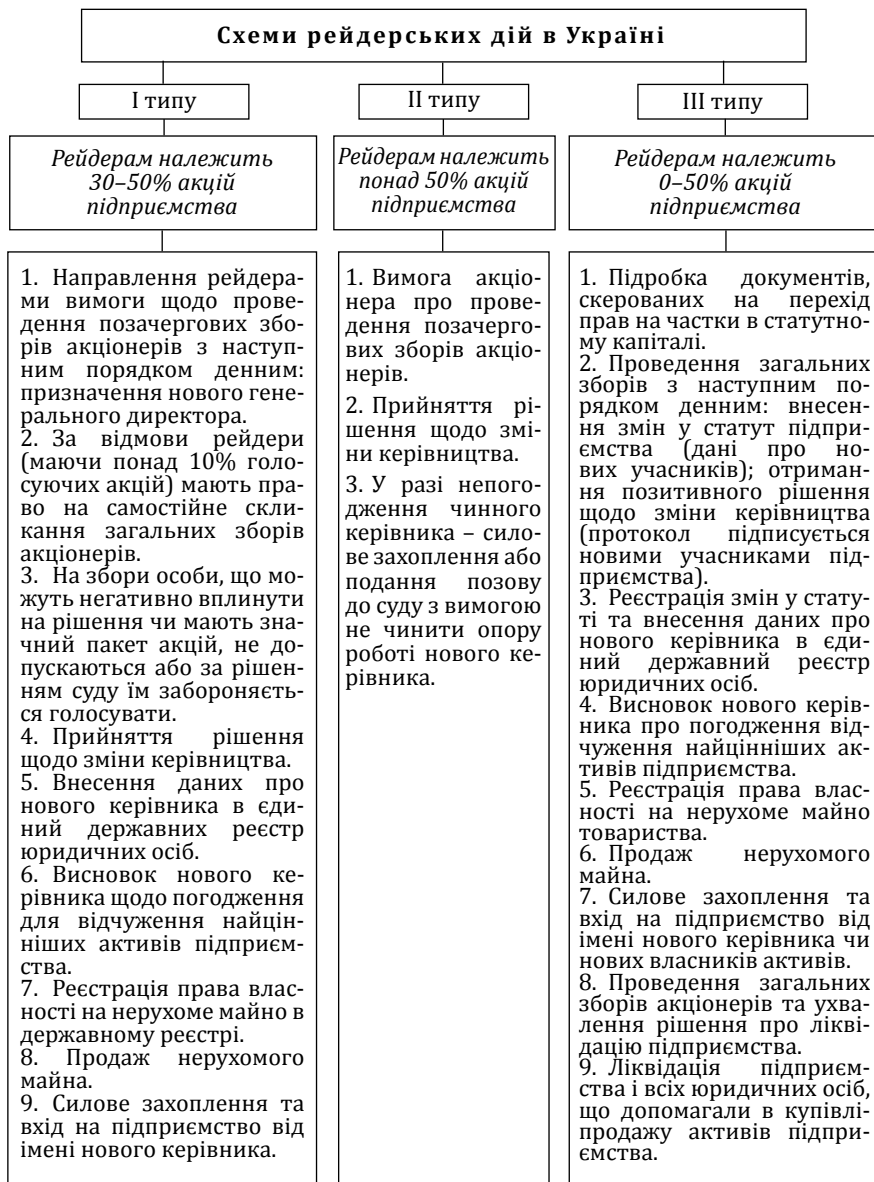 Схеми рейдерських дій в Україні
І типу
ІІ типу
ІІІ типу
Рейдерам належить
30–50% акцій
підприємства
Рейдерам належить
понад 50% акцій
підприємства
Рейдерам належить
0–50% акцій
підприємства
1. Направлення рейдера-
ми вимоги щодо прове-
дення позачергових збо-
рів акціонерів з наступ-
ним порядком денним:
призначення нового гене-
рального директора.
2. За відмови рейдери
(маючи понад 10% голо-
суючих акцій) мають пра-
во на самостійне скли-
кання загальних зборів
акціонерів.
3. На збори особи, що мо-
жуть негативно вплинути
на рішення чи мають зна-
чний пакет акцій, не до-
пускаються або за рішен-
ням суду їм забороняєть-
ся голосувати.
4. Прийняття рішення
щодо зміни керівництва.
5. Внесення даних про
нового керівника в єди-
ний державних реєстр
юридичних осіб.
6. Висновок нового ке-
рівника щодо погодження
для відчуження найцін-
ніших активів підприєм-
ства.
7. Реєстрація права влас-
ності на нерухоме майно в
державному реєстрі.
8. Продаж нерухомого
майна.
9. Силове захоплення та
вхід на підприємство від
імені нового керівника.
1. Вимога акціо-
нера про прове-
дення позачерго-
вих зборів акціо-
нерів.
2. Прийняття рі-
шення щодо змі-
ни керівництва.
3. У разі непого-
дження чинного
керівника – сило-
ве захоплення або
подання позову
до суду з вимогою
не чинити опору
роботі нового ке-
рівника.
1. Підробка документів,
скерованих на перехід
прав на частки в статутно-
му капіталі.
2. Проведення загальних
зборів з наступним по-
рядком денним: внесен-
ня змін у статут підпри-
ємства (дані про но-
вих учасників); отриман-
ня позитивного рішення
щодо зміни керівництва
(протокол підписується
новими учасниками під-
приємства).
3. Реєстрація змін у стату-
ті та внесення даних про
нового керівника в єди-
ний державний реєстр
юридичних осіб.
4. Висновок нового керів-
ника про погодження від-
чуження найцінніших ак-
тивів підприємства.
5. Реєстрація права влас-
ності на нерухоме майно
товариства.
6. Продаж нерухомого
майна.
7. Силове захоплення та
вхід на підприємство від
імені нового керівника чи
нових власників активів.
8. Проведення загальних
зборів акціонерів та ухва-
лення рішення про лікві-
дацію підприємства.
9. Ліквідація підприєм-
ства і всіх юридичних осіб,
що допомагали в купівлі-
продажу активів підпри-
ємства.